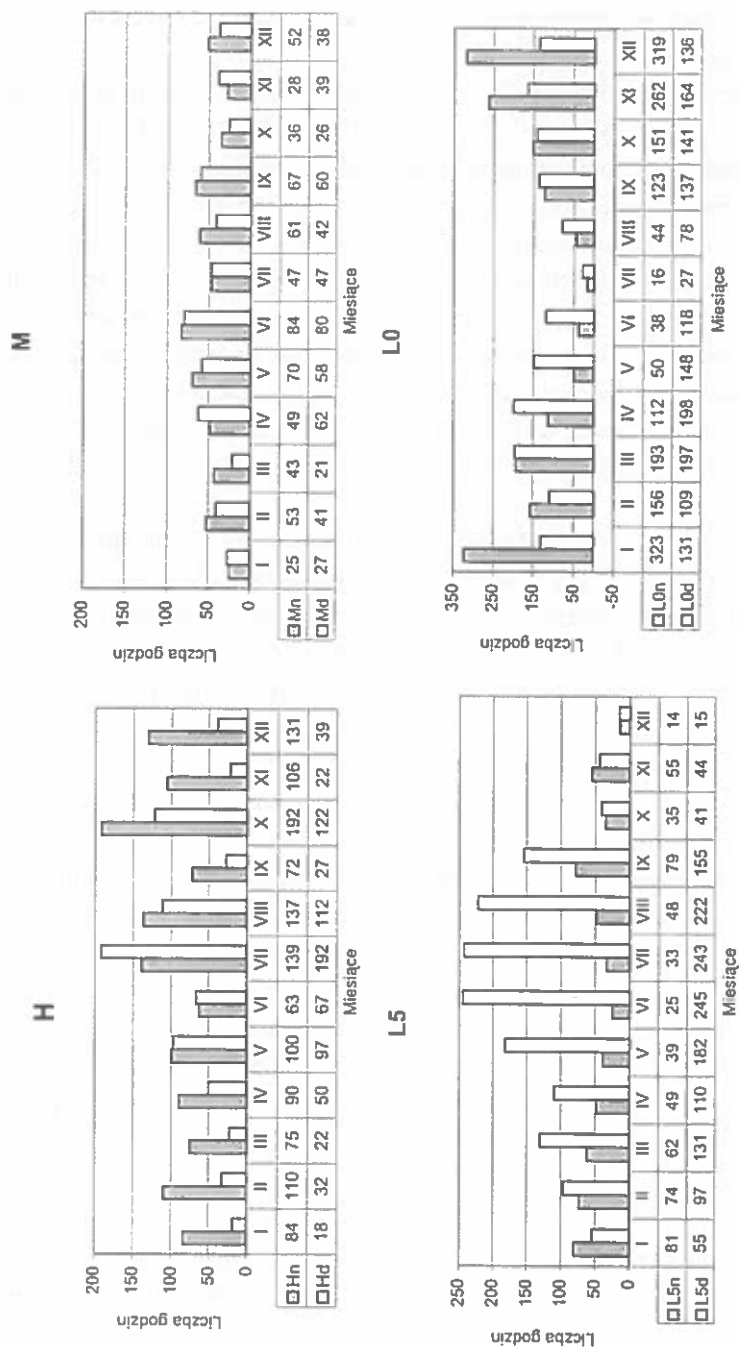 H
Liczba godzin
200
150
100
50
0
I II III IV V VI VII VIII IX X XI XII
Hn 84 110 75 90 100 63 139 137 72 192 106 131
Hd 18 32 22 50 97 67 192 112 27 122 22 39
Miesiące
M
Liczba godzin
200
150
100
50
0
I II III IV V VI VII VIII IX X XI XII
Mn 25 53 43 49 70 84 47 61 67 36 28 52
Md 27 41 21 62 58 80 47 42 60 26 39 38
Miesiące
L5
Liczba godzin
250
200
150
100
50
0
I II III IV V VI VII VIII IX X XI XII
L5n 81 74 62 49 39 25 33 48 79 35 55 14
L5d 55 97 131 110 182 245 243 222 155 41 44 15
Miesiące
L0
Liczba godzin
350
250
150
50
-50
I II III IV V VI VII VIII IX X XI XII
L0n 323 156 193 112 50 38 16 44 123 151 262 319
L0d 131 109 197 198 148 118 27 78 137 141 164 136
Miesiące